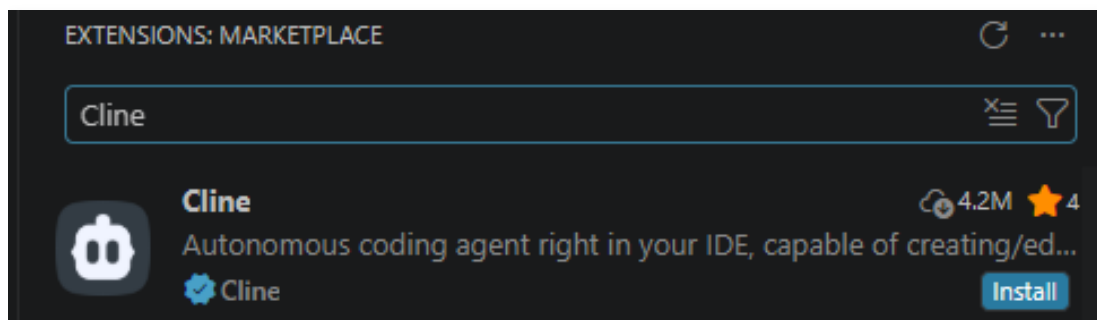 EXTENSIONS: MARKETPLACE
Cline
Cline 4.2M 4
Autonomous coding agent right in your IDE, capable of creating/ed...
Cline Install